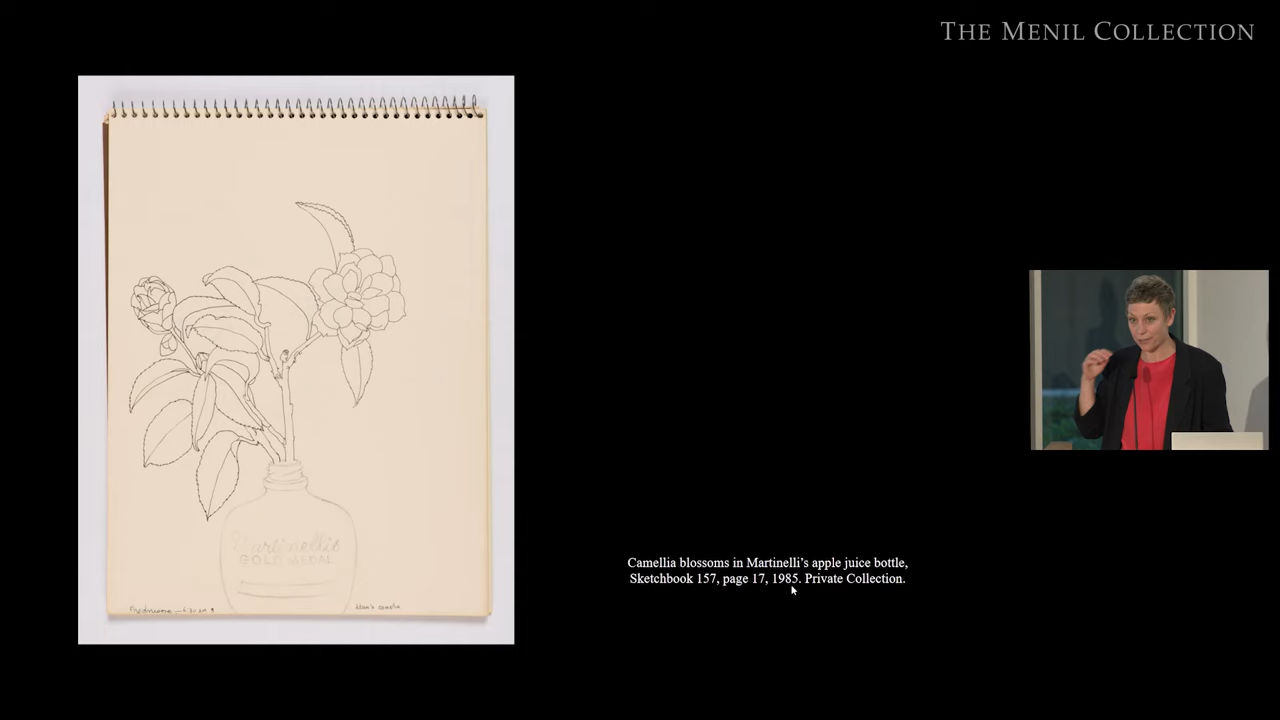 THE MENIL COLLECTION
Martinelli's
GOLD MEDAL
Camellia blossoms in Martinelli's apple juice bottle,
Sketchbook 157, page 17, 1985. Private Collection.